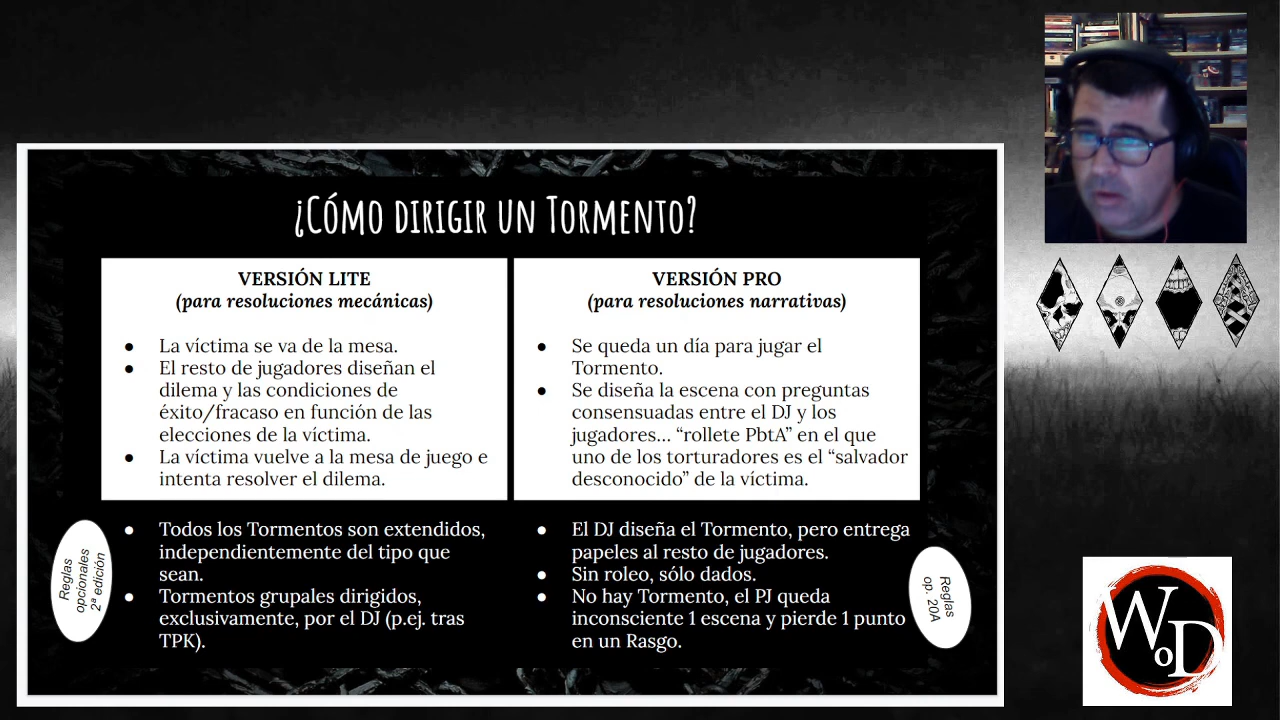 ¿CÓMO DIRIGIR UN TORMENTO?
VERSIÓN LITE
(para resoluciones mecánicas)
● La víctima se va de la mesa.
● El resto de jugadores diseñan el
dilema y las condiciones de
éxito/fracaso en función de las
elecciones de la víctima.
● La víctima vuelve a la mesa de juego e
intenta resolver el dilema.
VERSIÓN PRO
(para resoluciones narrativas)
● Se queda un día para jugar el
Tormento.
● Se diseña la escena con preguntas
consensuadas entre el DJ y los
jugadores... “rollete PbtA” en el que
uno de los torturadores es el “salvador
desconocido” de la víctima.
Reglas
opcionales
2ª edición
● Todos los Tormentos son extendidos,
independientemente del tipo que
sean.
● Tormentos grupales dirigidos,
exclusivamente, por el DJ (p.ej. tras
TPK).
● El DJ diseña el Tormento, pero entrega
papeles al resto de jugadores.
● Sin roleo, sólo dados.
● No hay Tormento, el PJ queda
inconsciente 1 escena y pierde 1 punto
en un Rasgo.
Reglas
op. 20A
WoD